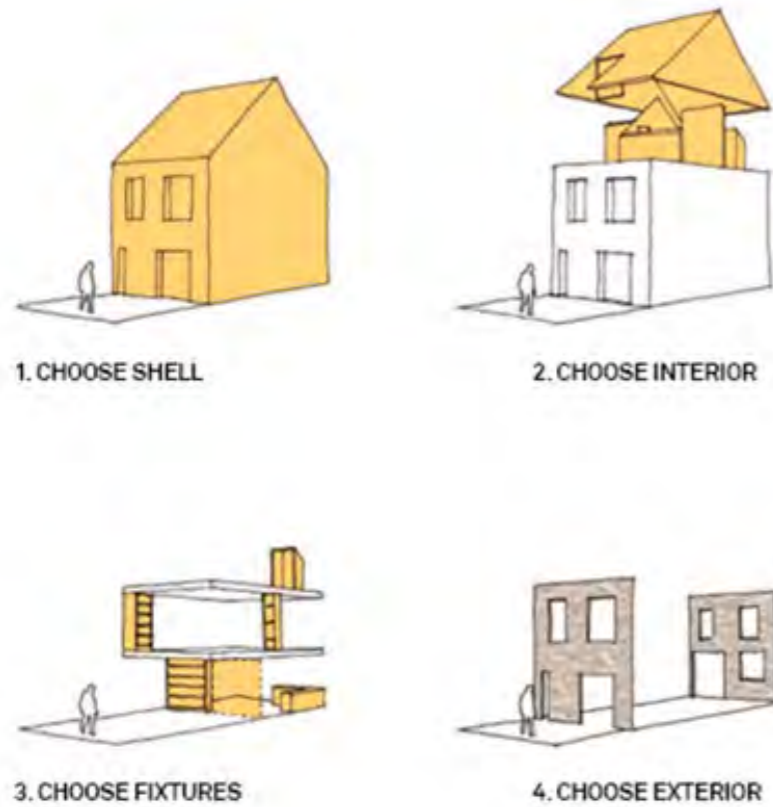 1. CHOOSE SHELL
2. CHOOSE INTERIOR
3. CHOOSE FIXTURES
4. CHOOSE EXTERIOR